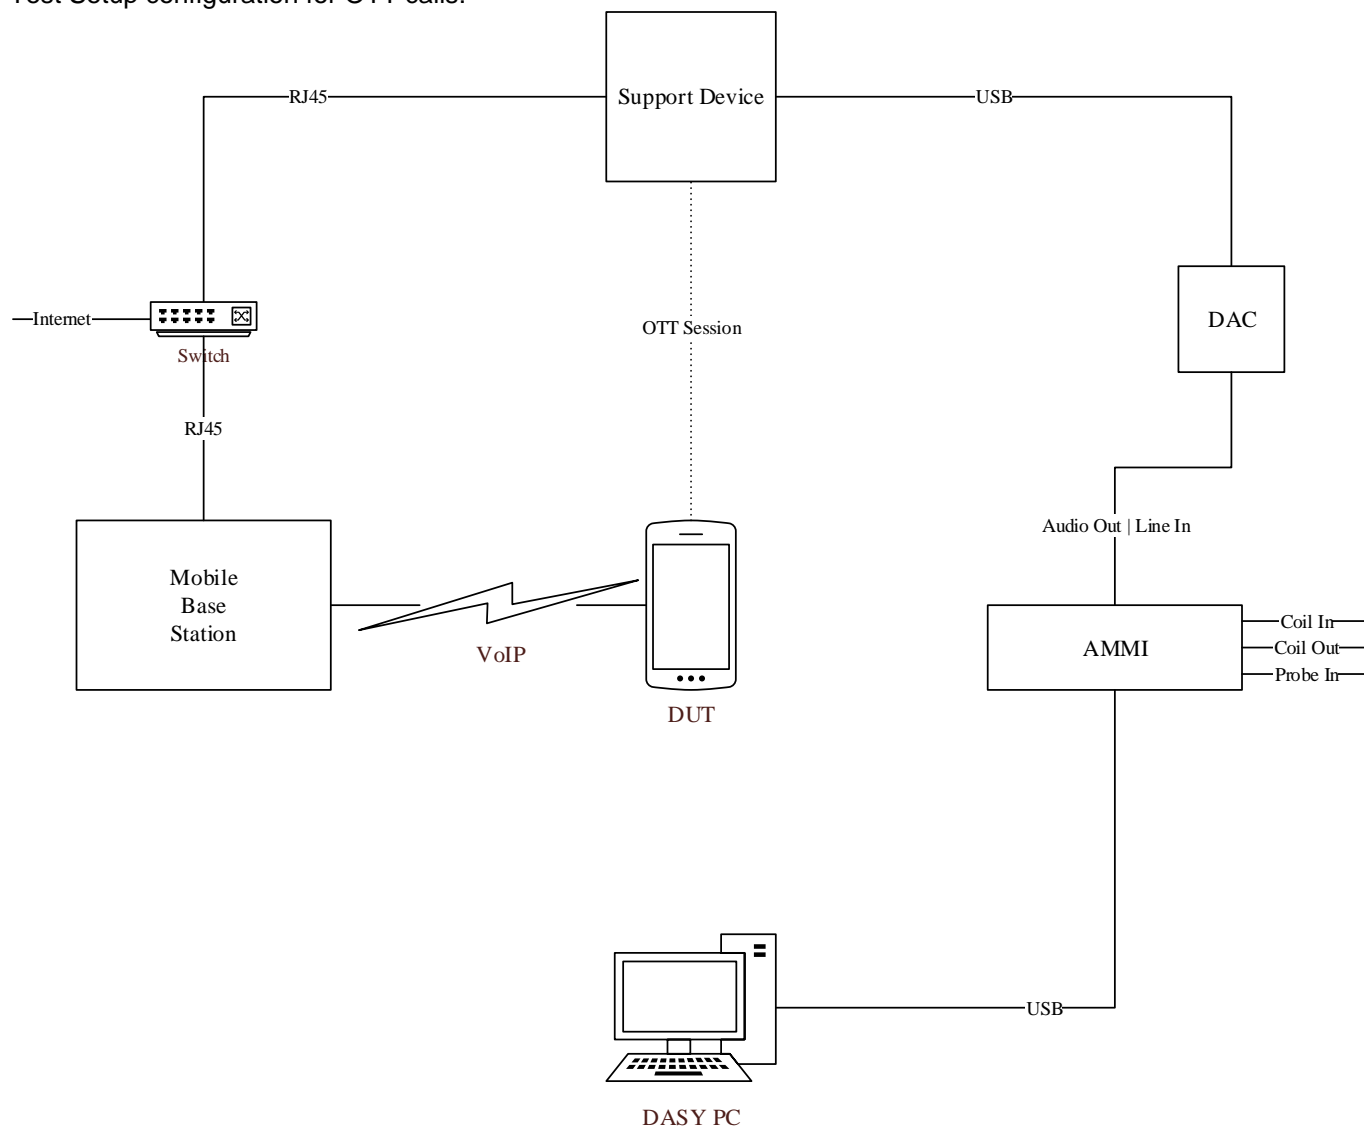 Test Setup configuration for OTT calls.
RJ45
Support Device
USB
Internet
Switch
OTT Session
DAC
RJ45
Audio Out | Line In
Mobile
Base
Station
VoIP
DUT
AMMI
Coil In
Coil Out
Probe In
USB
DASY PC